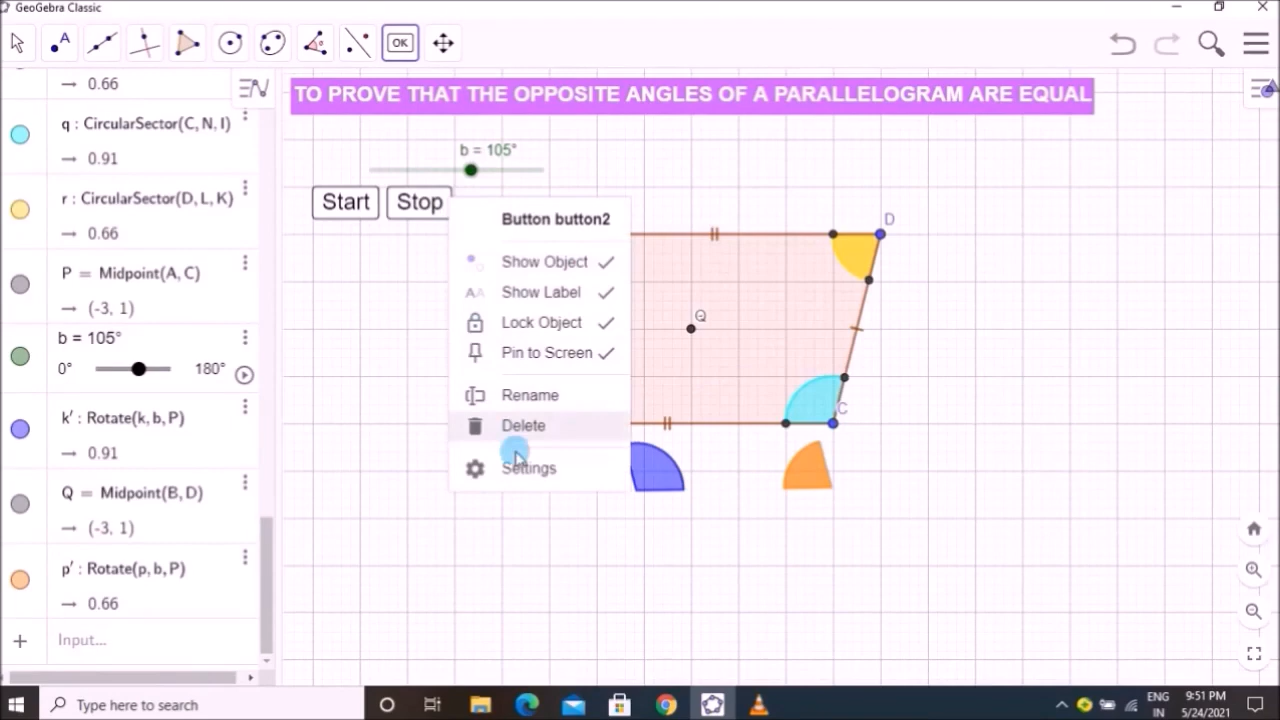 GeoGebra Classic
A
OK
→ 0.66
q : CircularSector(C, N, I)
→ 0.91
r : CircularSector(D, L, K)
→ 0.66
P = Midpoint(A, C)
→ (-3, 1)
b = 105°
0° 180°
k′ : Rotate(k, b, P)
→ 0.91
Q = Midpoint(B, D)
→ (-3, 1)
p′ : Rotate(p, b, P)
→ 0.66
+ Input...
TO PROVE THAT THE OPPOSITE ANGLES OF A PARALLELOGRAM ARE EQUAL
b = 105°
Start Stop
Button button2
Show Object
AA Show Label
Lock Object
Pin to Screen
Rename
Delete
Settings
D
Q
C
Type here to search
ENG
IN
9:51 PM
5/24/2021